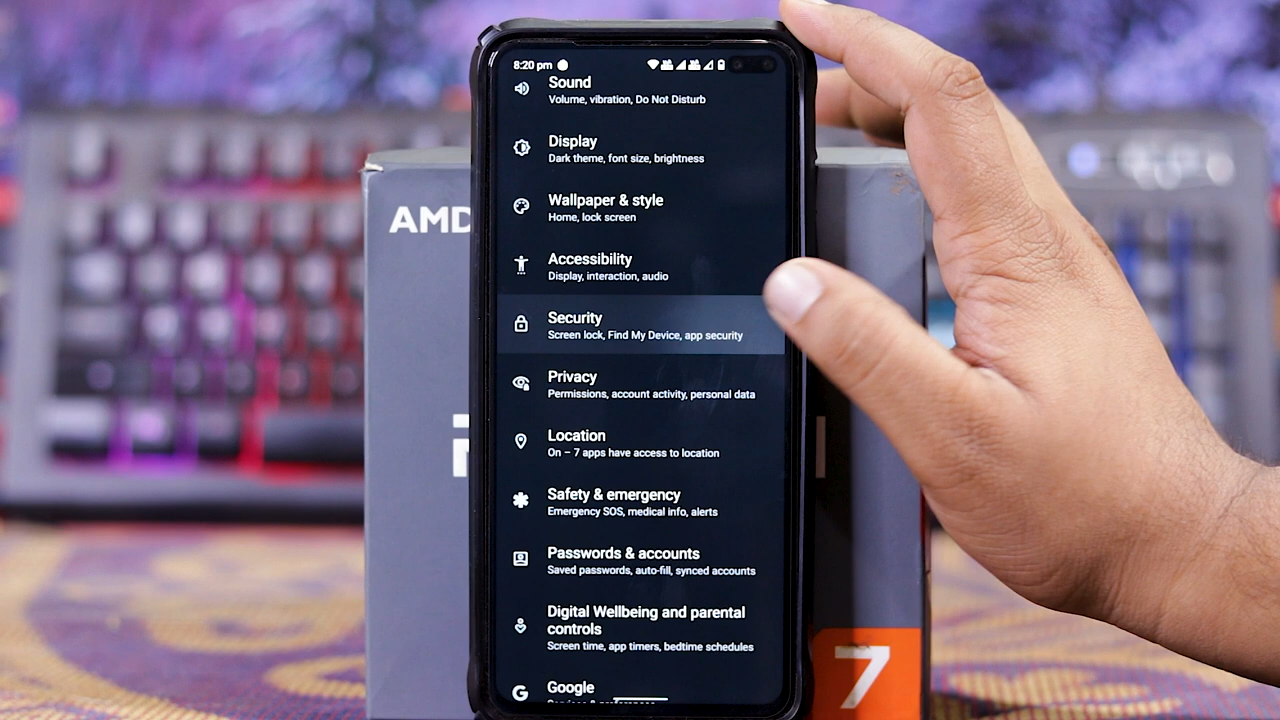 8:20 pm
Sound
Volume, vibration, Do Not Disturb
Display
Dark theme, font size, brightness
Wallpaper & style
Home, lock screen
AMD
Accessibility
Display, interaction, audio
Security
Screen lock, Find My Device, app security
Privacy
Permissions, account activity, personal data
Location
On – 7 apps have access to location
Safety & emergency
Emergency SOS, medical info, alerts
Passwords & accounts
Saved passwords, auto-fill, synced accounts
Digital Wellbeing and parental
controls
Screen time, app timers, bedtime schedules
7
Google